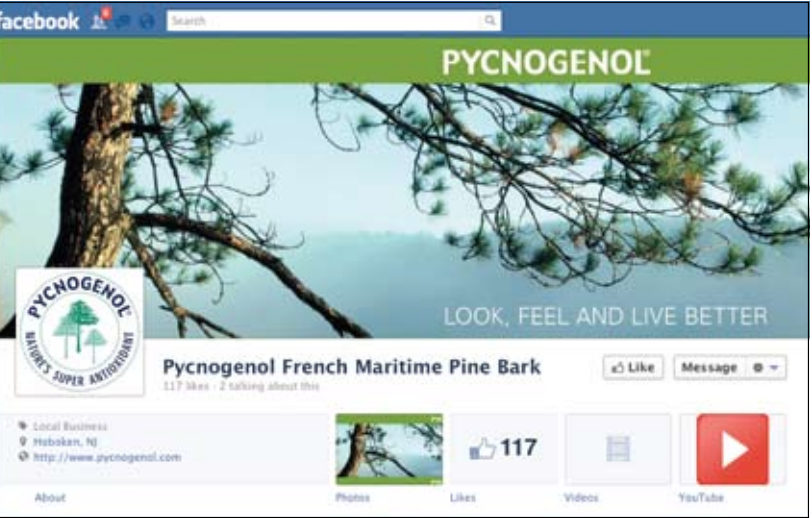 facebook
Search
PYCNOGENOL®
LOOK, FEEL AND LIVE BETTER
PYCNOGENOL®
NATURE'S SUPER ANTIOXIDANT
Pycnogenol French Maritime Pine Bark
117 likes · 2 talking about this
Like
Message
Local Business
Hoboken, NJ
http://www.pycnogenol.com
117
About
Photos
Likes
Videos
YouTube